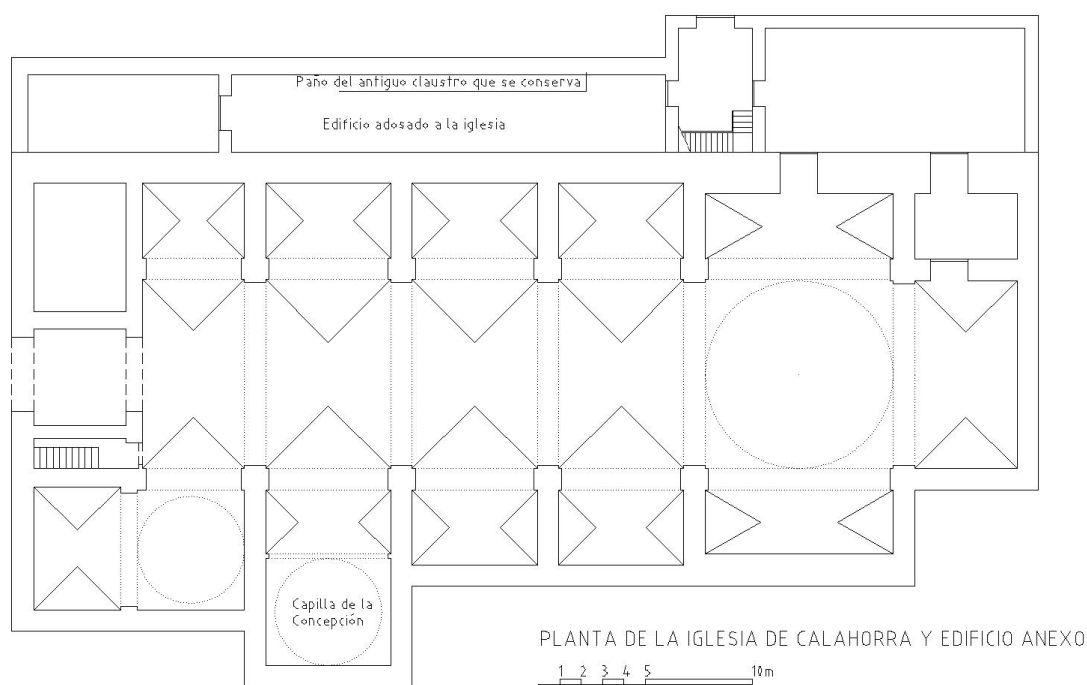 Paño del antiguo claustro que se conserva
Edificio adosado a la iglesia
Capilla de la
Concepción
PLANTA DE LA IGLESIA DE CALAHORRA Y EDIFICIO ANEXO
1 2 3 4 5 10m